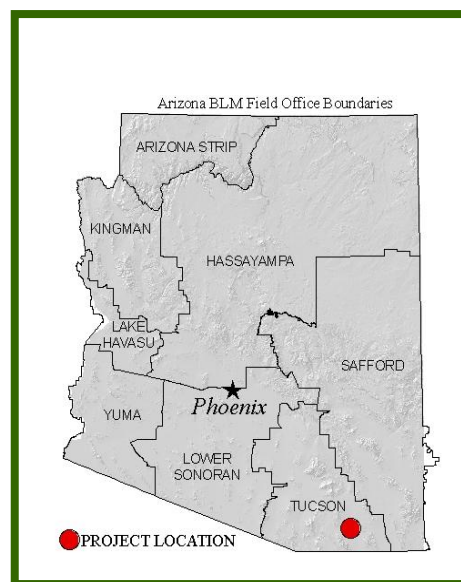 Arizona BLM Field Office Boundaries
ARIZONA STRIP
KINGMAN
HASSAYAMPA
LAKE
HAVASU
SAFFORD
YUMA
Phoenix
LOWER
SONORAN
TUCSON
PROJECT LOCATION